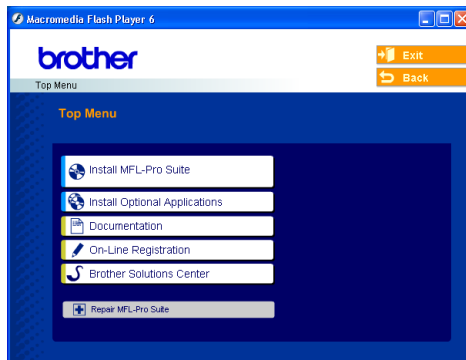 Macromedia Flash Player 6
brother
Exit
Back
Top Menu
Top Menu
Install MFL-Pro Suite
Install Optional Applications
Documentation
On-Line Registration
Brother Solutions Center
Repair MFL-Pro Suite